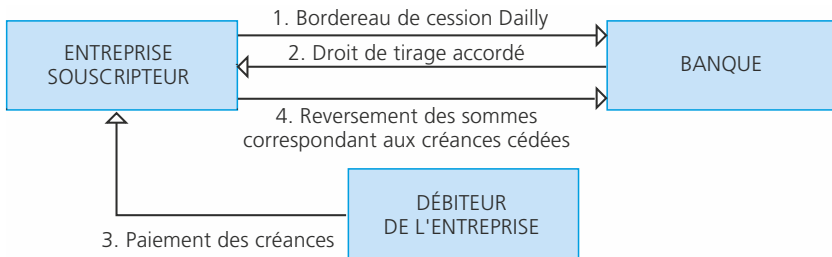 1. Bordereau de cession Dailly
ENTREPRISE
SOUSCRIPTEUR
2. Droit de tirage accordé
BANQUE
4. Reversement des sommes
correspondant aux créances cédées
DÉBITEUR
DE L'ENTREPRISE
3. Paiement des créances